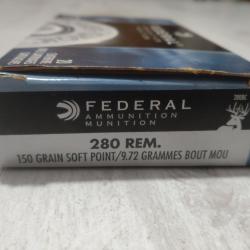 FEDERAL
AMMUNITION
MUNITION
280 REM.
150 GRAIN SOFT POINT/9.72 GRAMMES BOUT MOU